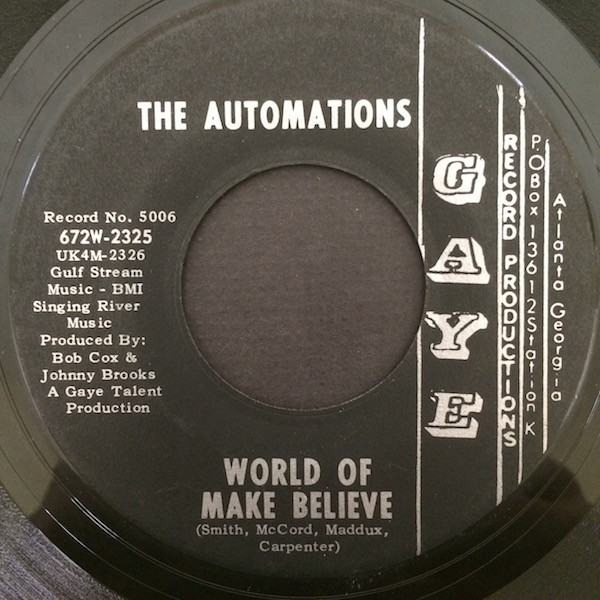 THE AUTOMATIONS
Record No. 5006
672W-2325
UK4M-2326
Gulf Stream
Music - BMI
Singing River
Music
Produced By:
Bob Cox &
Johnny Brooks
A Gaye Talent
Production
GAYE
RECORD PRODUCTIONS
P.O Box 13612 Station K
Atlanta Georgia
WORLD OF
MAKE BELIEVE
(Smith, McCord, Maddux,
Carpenter)